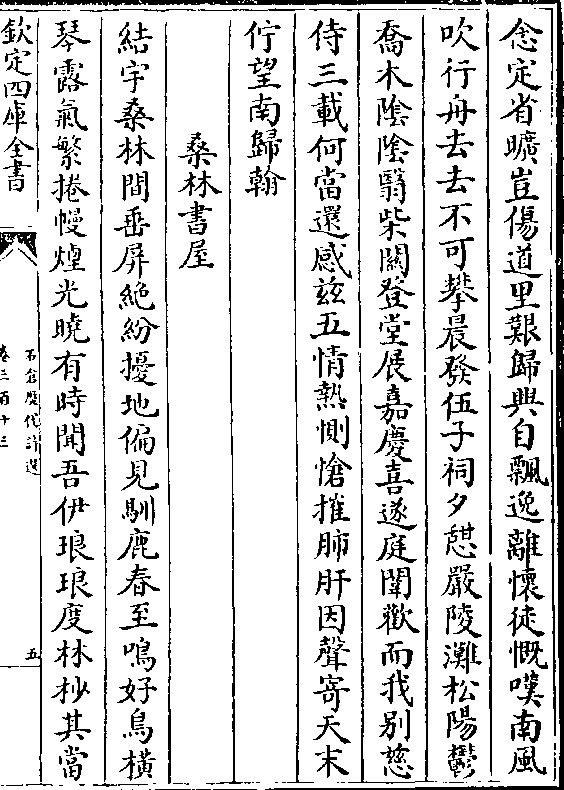 念定省曠豈傷道里艱歸興自飄逸離懷徒慨嘆南風
吹行舟去去不可攀晨發伍子祠夕憇嚴陵灘松陽鬱
喬木陰陰翳柴關登堂展嘉慶喜遂庭闈歡而我別慈
侍三載何當還感兹五情熱惻愴摧肺肝因聲寄天末
佇望南歸翰
桑林書屋
結宇桑林間垂屏絶紛擾地偏見馴鹿春至鳴好鳥橫
琴露氣繁捲幔煌光曉有時聞吾伊琅琅度林杪其當
欽定四庫全書
石倉歷代詩選
卷三百十三
五